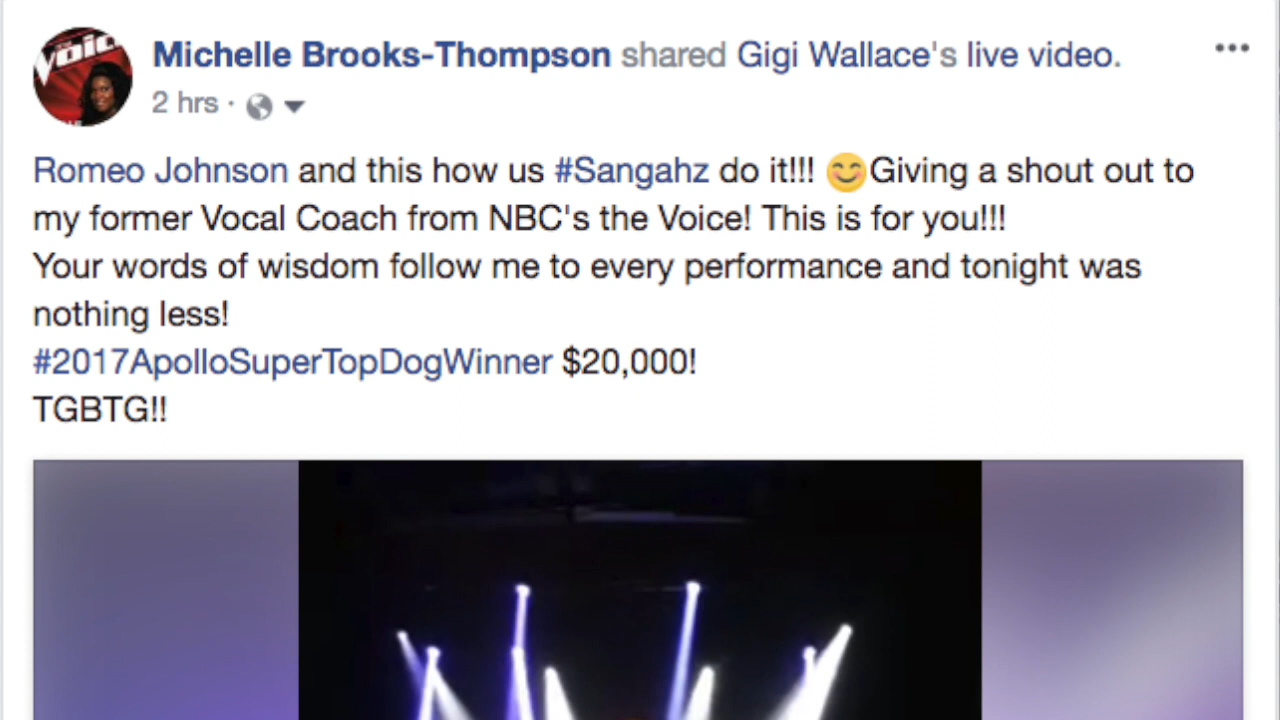 Voic
Michelle Brooks-Thompson shared Gigi Wallace's live video.
2 hrs ·
Romeo Johnson and this how us #Sangahz do it!!! 😊Giving a shout out to
my former Vocal Coach from NBC's the Voice! This is for you!!!
Your words of wisdom follow me to every performance and tonight was
nothing less!
#2017ApolloSuperTopDogWinner $20,000!
TGBTG!!